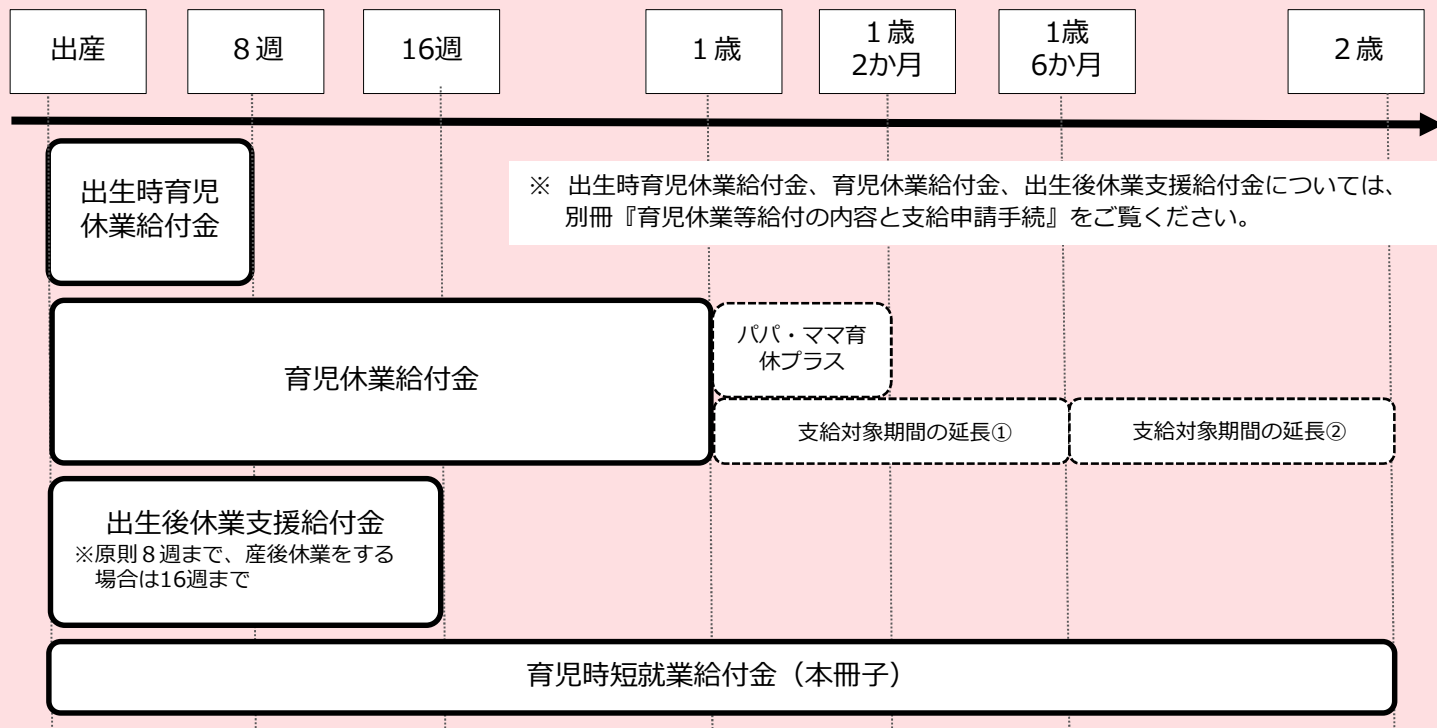 出産
８週
16週
１歳
１歳
2か月
1歳
6か月
２歳
出生時育児
休業給付金
※　出生時育児休業給付金、育児休業給付金、出生後休業支援給付金については、
別冊『育児休業等給付の内容と支給申請手続』をご覧ください。
育児休業給付金
パパ・ママ育
休プラス
支給対象期間の延長①
支給対象期間の延長②
出生後休業支援給付金
※原則８週まで、産後休業をする
場合は16週まで
育児時短就業給付金（本冊子）